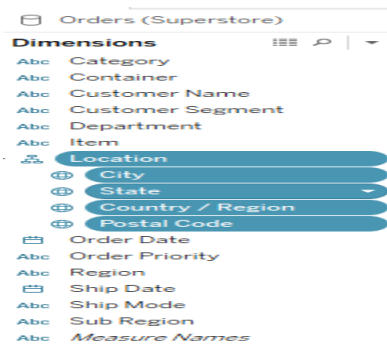 Orders (Superstore)
Dimensions
Abc Category
Abc Container
Abc Customer Name
Abc Customer Segment
Abc Department
Abc Item
Location
City
State
Country / Region
Postal Code
Order Date
Abc Order Priority
Abc Region
Ship Date
Abc Ship Mode
Abc Sub Region
Abc Measure Names